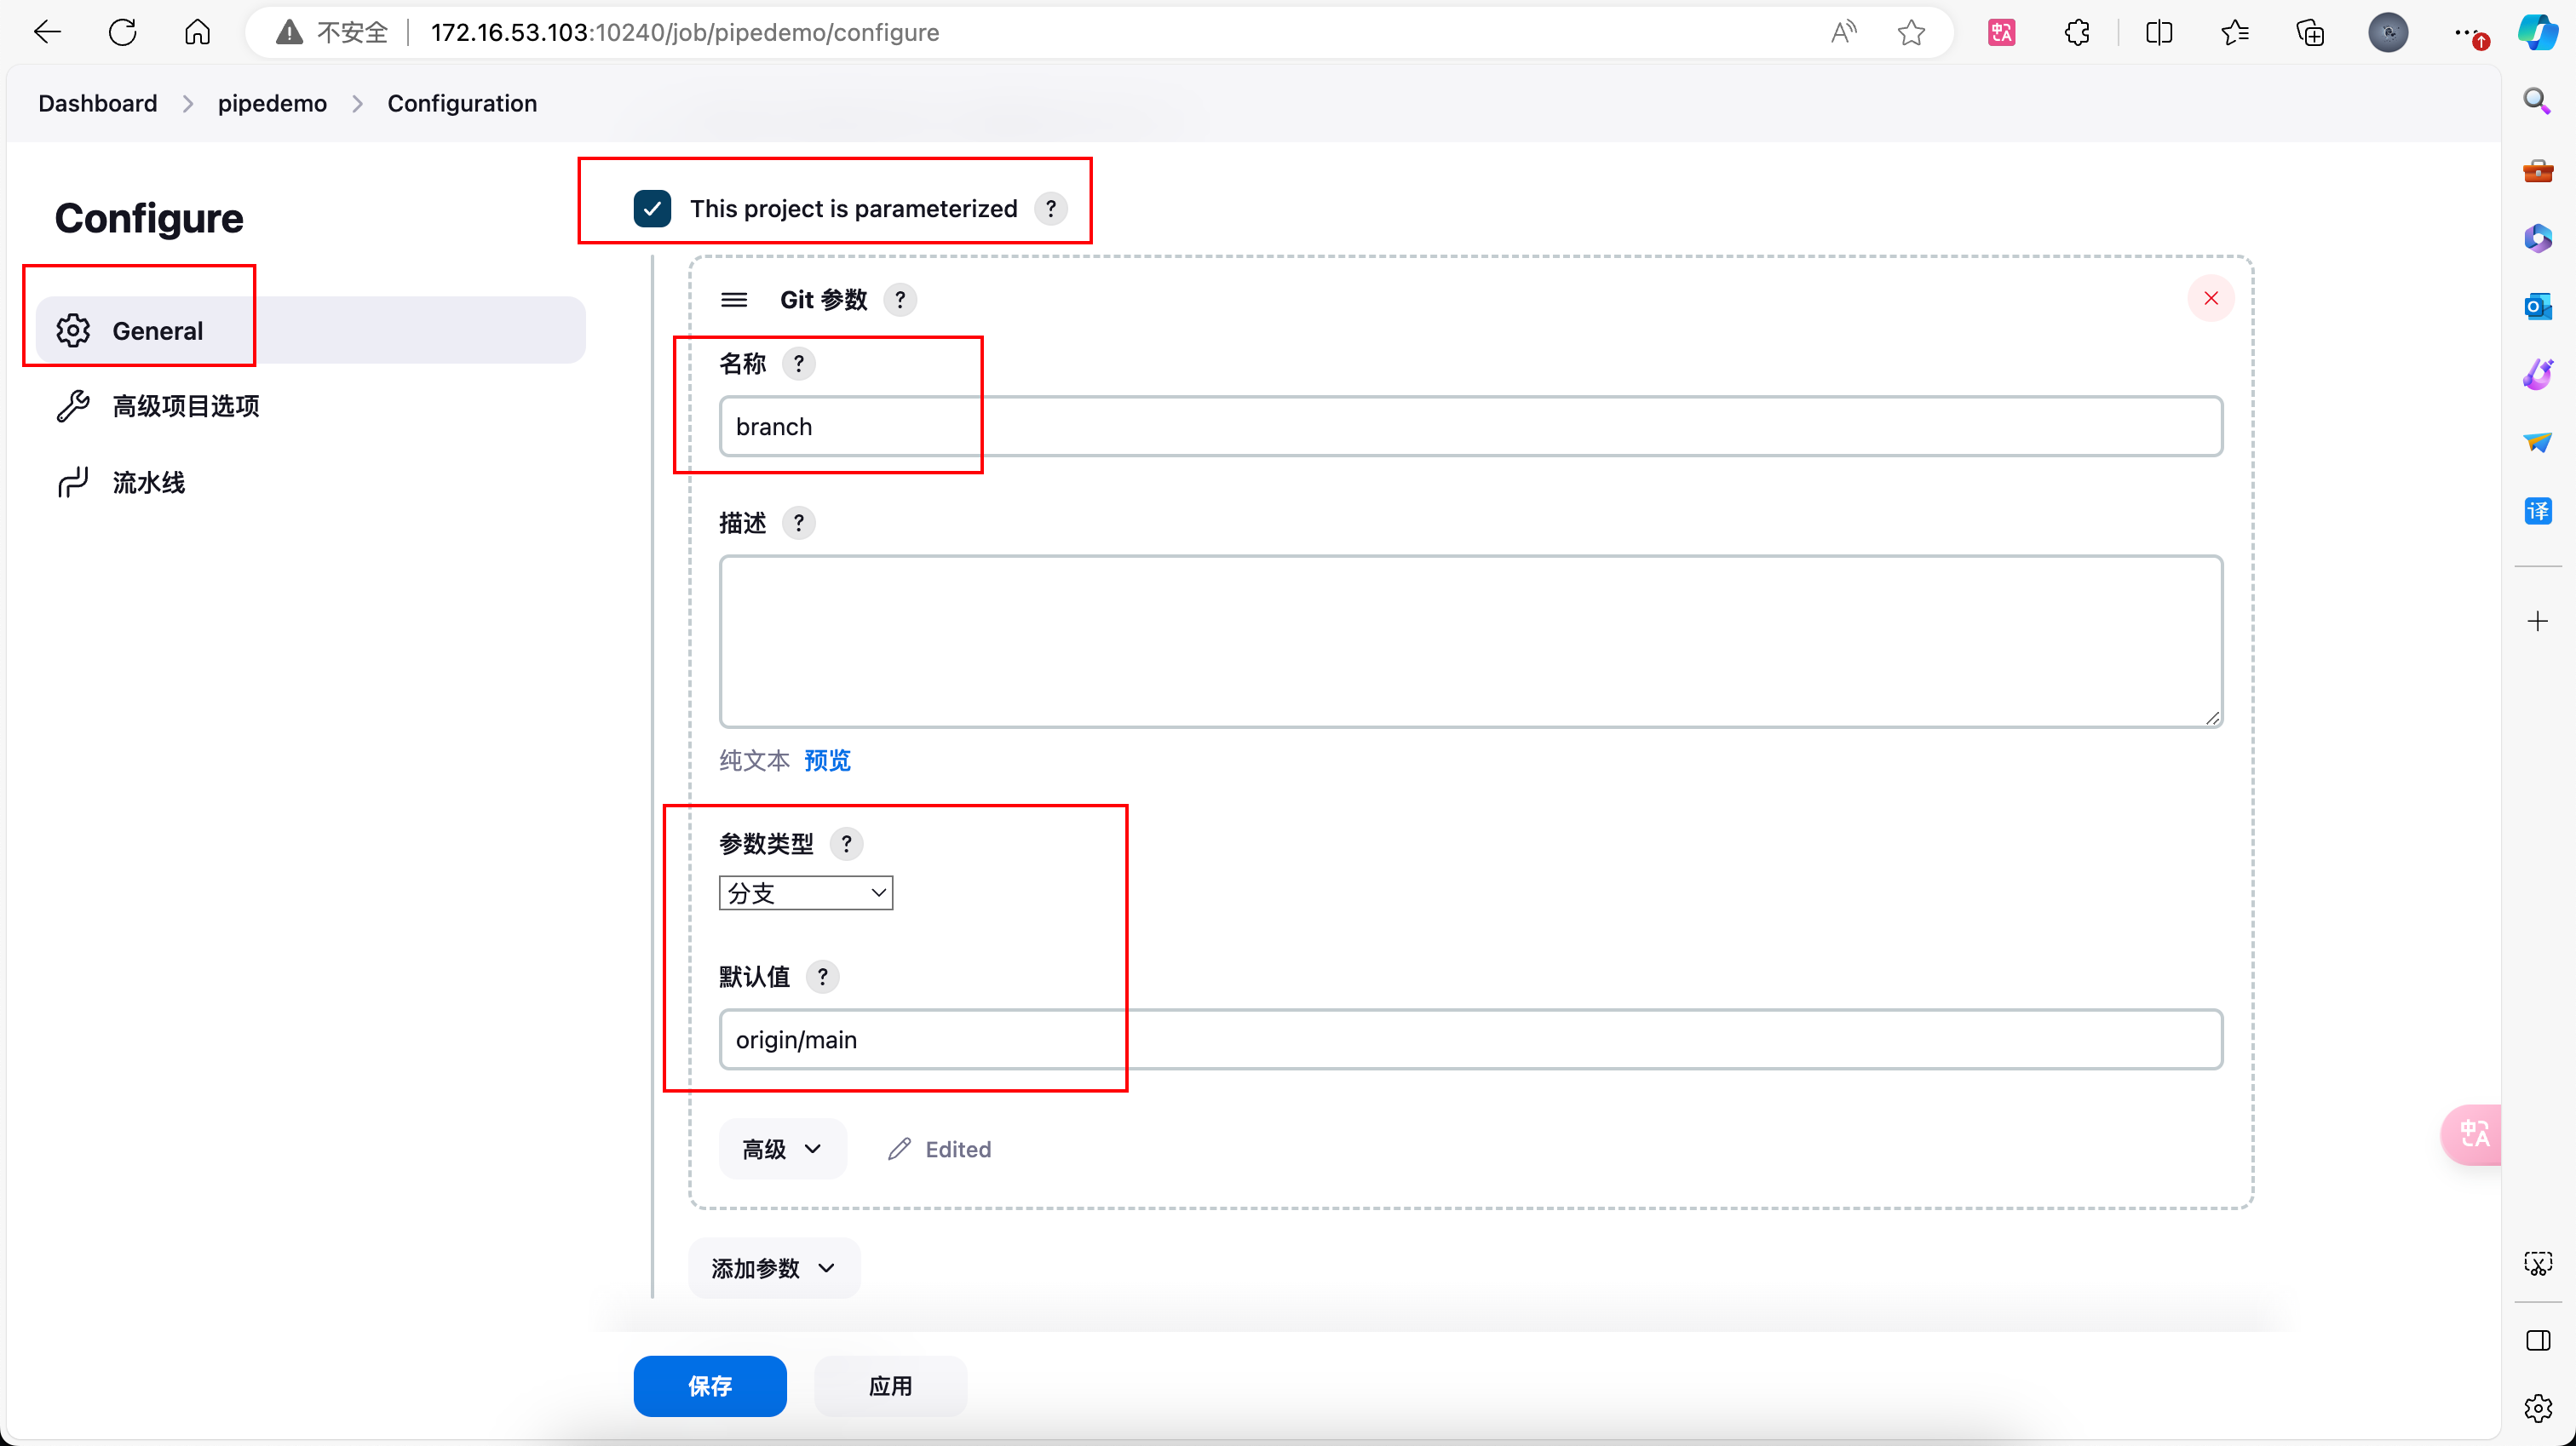 不安全 172.16.53.103:10240/job/pipedemo/configure
Dashboard pipedemo Configuration
Configure
General
高级项目选项
流水线
This project is parameterized ?
Git 参数 ?
名称 ?
branch
描述 ?
纯文本 预览
参数类型 ?
分支
默认值 ?
origin/main
高级 Edited
添加参数
保存 应用
译
中A